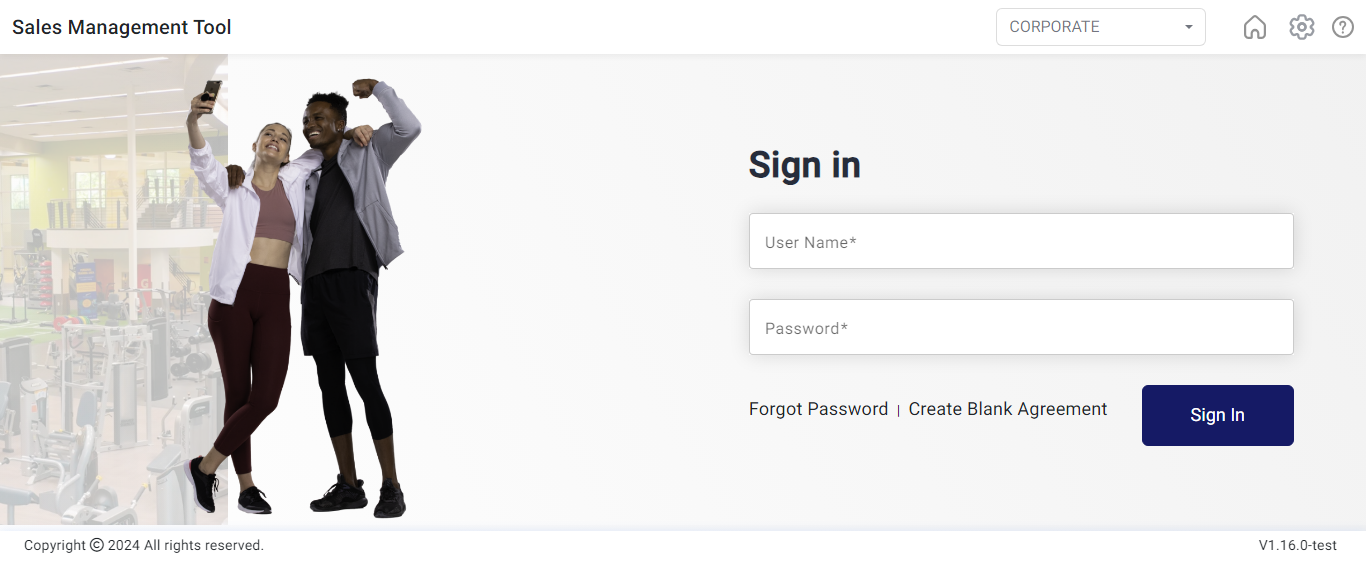 Sales Management Tool
CORPORATE
Sign in
User Name*
Password*
Forgot Password | Create Blank Agreement
Sign In
Copyright © 2024 All rights reserved.
V1.16.0-test